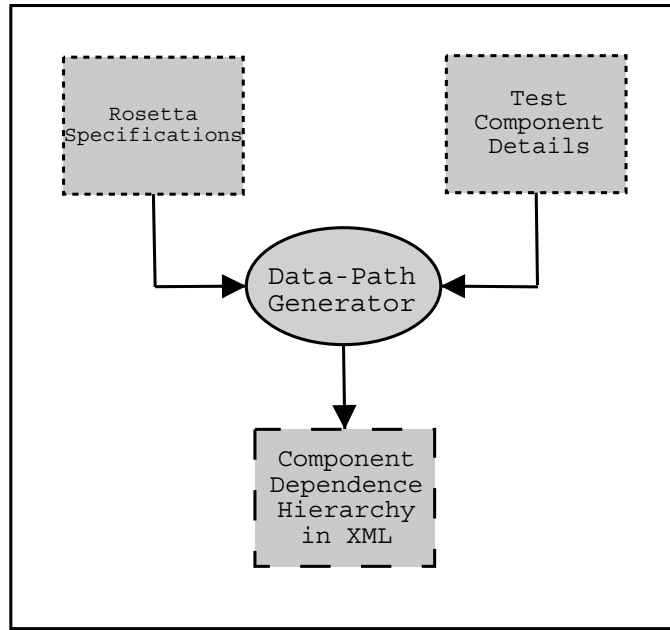 Rosetta
Specifications
Test
Component
Details
Data-Path
Generator
Component
Dependence
Hierarchy
in XML